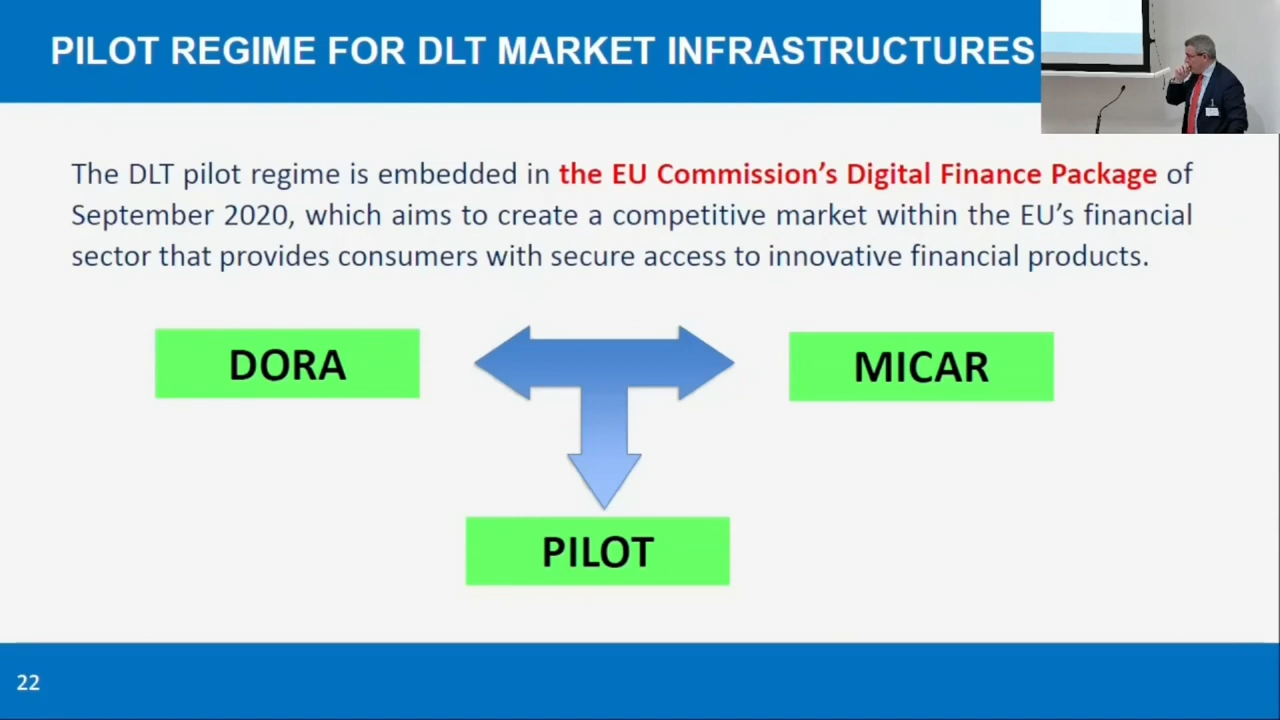 PILOT REGIME FOR DLT MARKET INFRASTRUCTURES
The DLT pilot regime is embedded in the EU Commission’s Digital Finance Package of
September 2020, which aims to create a competitive market within the EU’s financial
sector that provides consumers with secure access to innovative financial products.
DORA
MICAR
PILOT
22